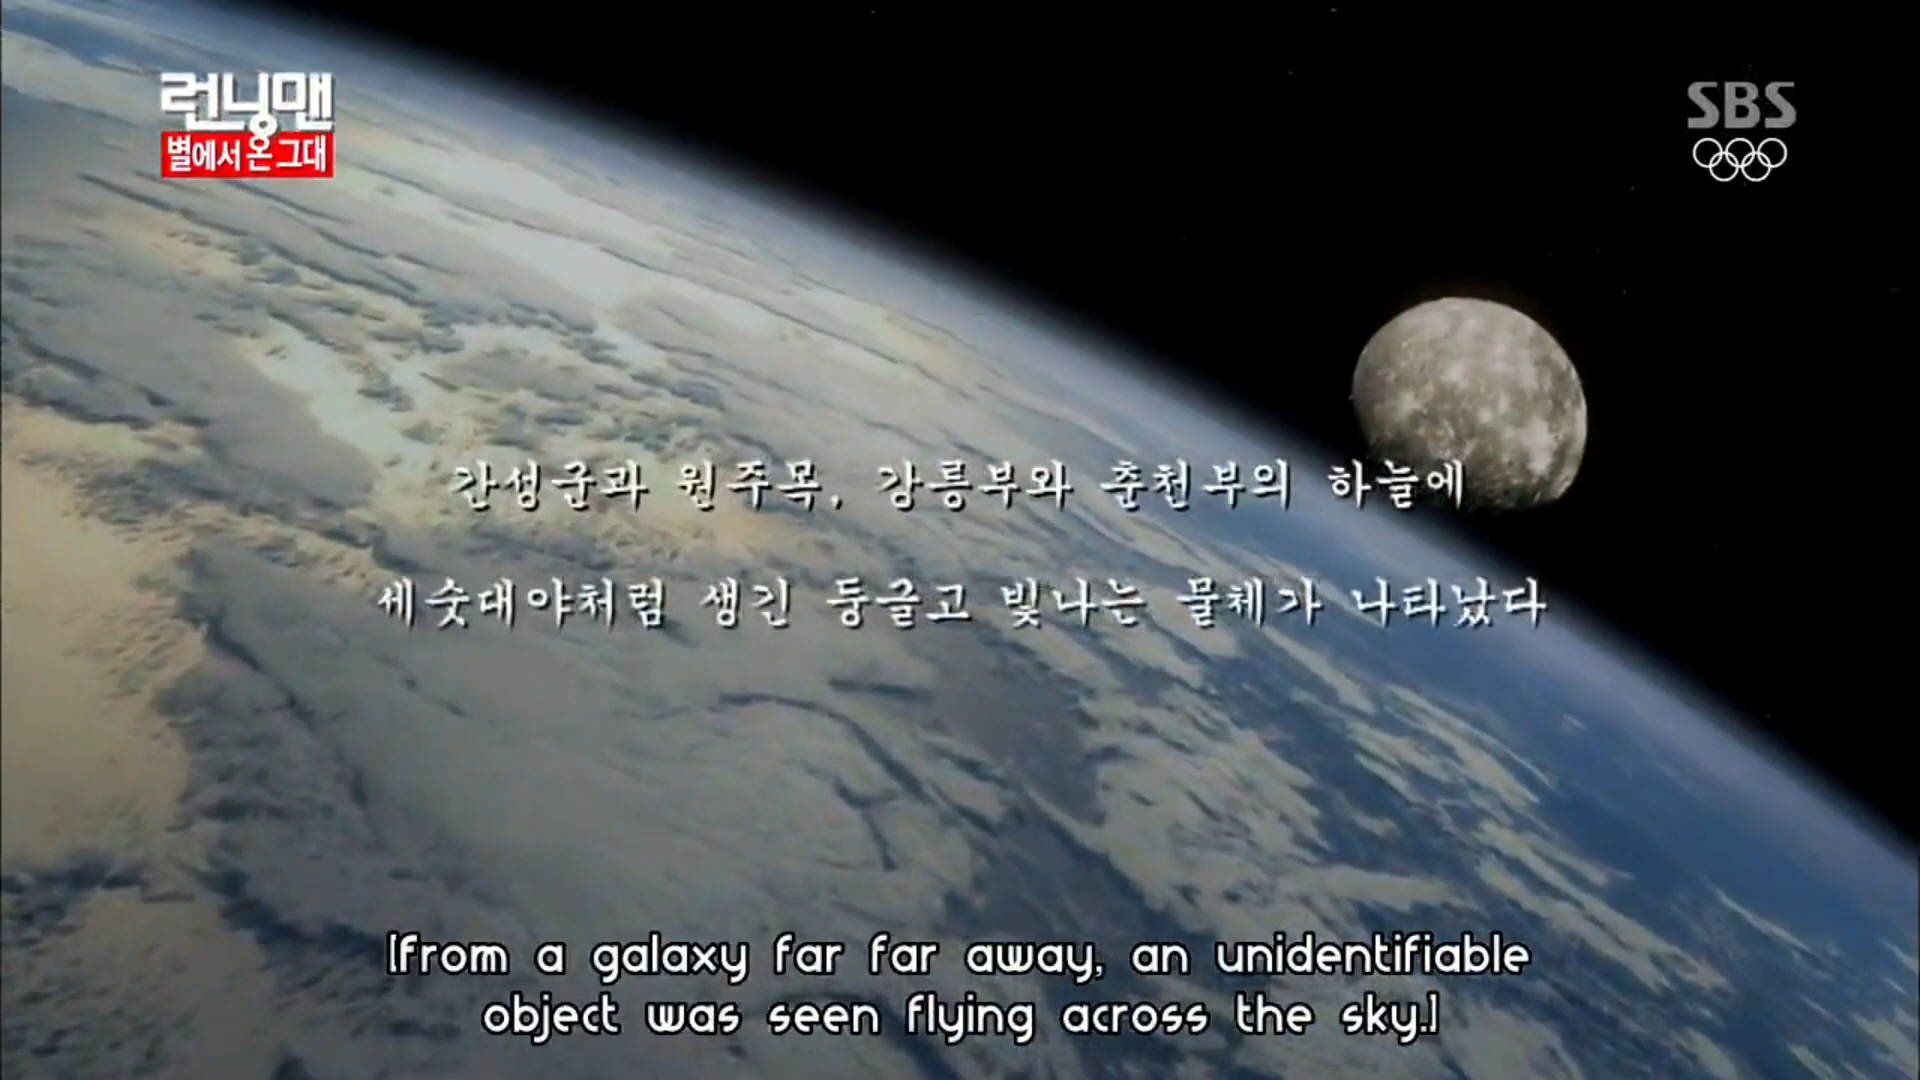 런닝맨
별에서 온 그대
SBS
간성군과 원주목, 강릉부와 춘천부의 하늘에
세숫대야처럼 생긴 둥글고 빛나는 물체가 나타났다
[From a galaxy far far away, an unidentifiable
object was seen flying across the sky.]